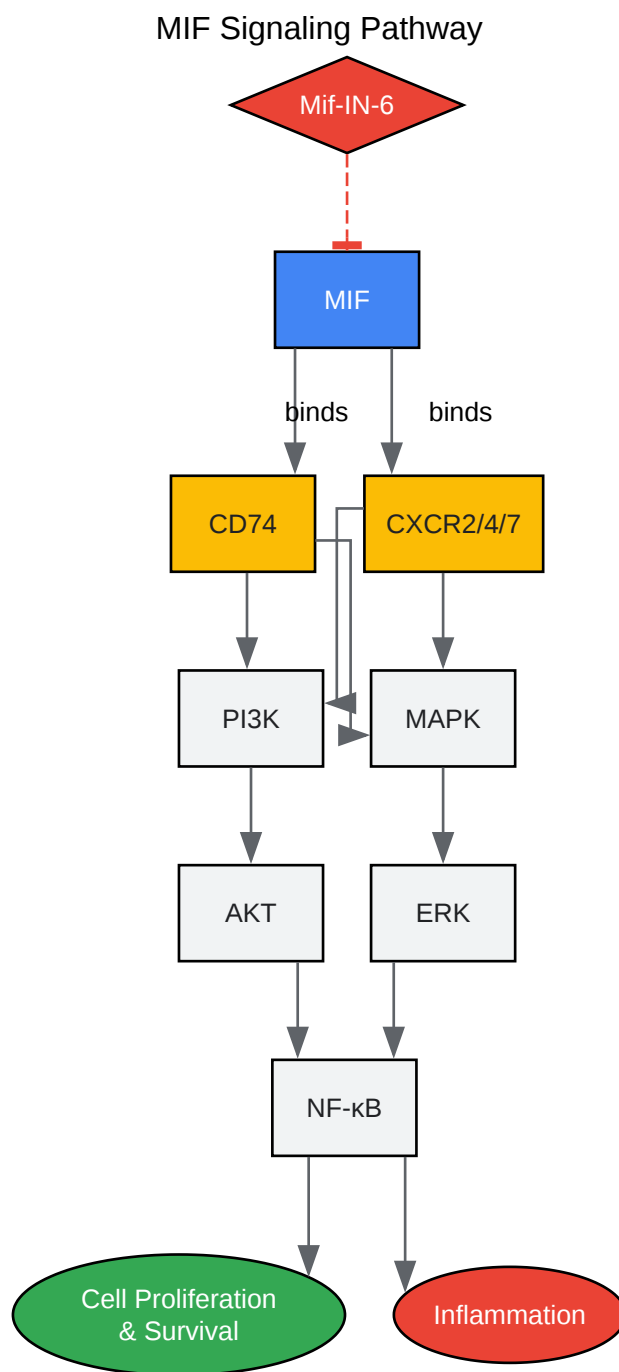 MIF Signaling Pathway
Mif-IN-6
MIF
binds
binds
CD74
CXCR2/4/7
PI3K
MAPK
AKT
ERK
NF-κB
Cell Proliferation
& Survival
Inflammation